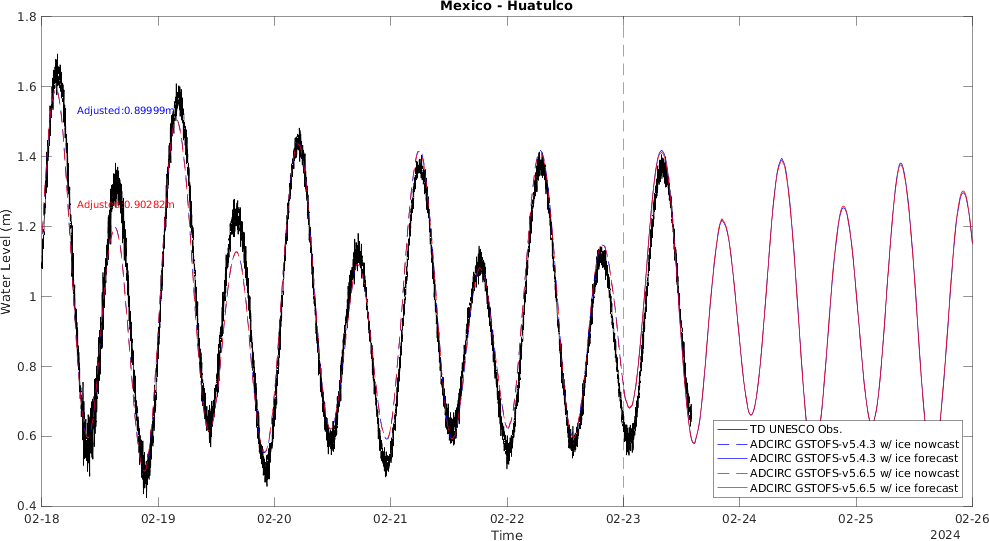 Mexico - Huatulco
Water Level (m)
1.8
1.6
1.4
1.2
1
0.8
0.6
0.4
Adjusted:0.89999m
Adjusted:0.90282m
TD UNESCO Obs.
ADCIRC GSTOFS-v5.4.3 w/ ice nowcast
ADCIRC GSTOFS-v5.4.3 w/ ice forecast
ADCIRC GSTOFS-v5.6.5 w/ ice nowcast
ADCIRC GSTOFS-v5.6.5 w/ ice forecast
02-18 02-19 02-20 02-21 02-22 02-23 02-24 02-25 02-26
Time
2024